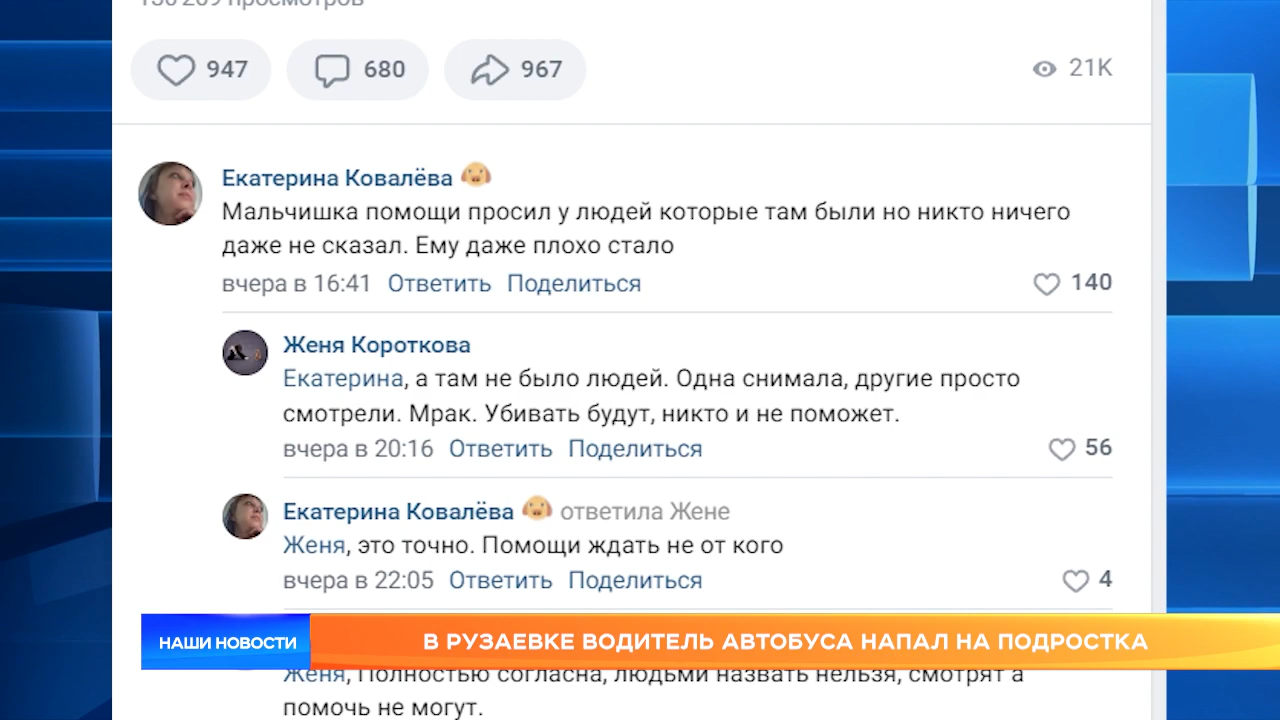 947 680 967 21K
Екатерина Ковалёва
Мальчишка помощи просил у людей которые там были но никто ничего
даже не сказал. Ему даже плохо стало
вчера в 16:41 Ответить Поделиться 140
Женя Короткова
Екатерина, а там не было людей. Одна снимала, другие просто
смотрели. Мрак. Убивать будут, никто и не поможет.
вчера в 20:16 Ответить Поделиться 56
Екатерина Ковалёва ответила Жене
Женя, это точно. Помощи ждать не от кого
вчера в 22:05 Ответить Поделиться 4
НАШИ НОВОСТИ В РУЗАЕВКЕ ВОДИТЕЛЬ АВТОБУСА НАПАЛ НА ПОДРОСТКА
Женя, Полностью согласна, людьми назвать нельзя, смотрят а
помочь не могут.